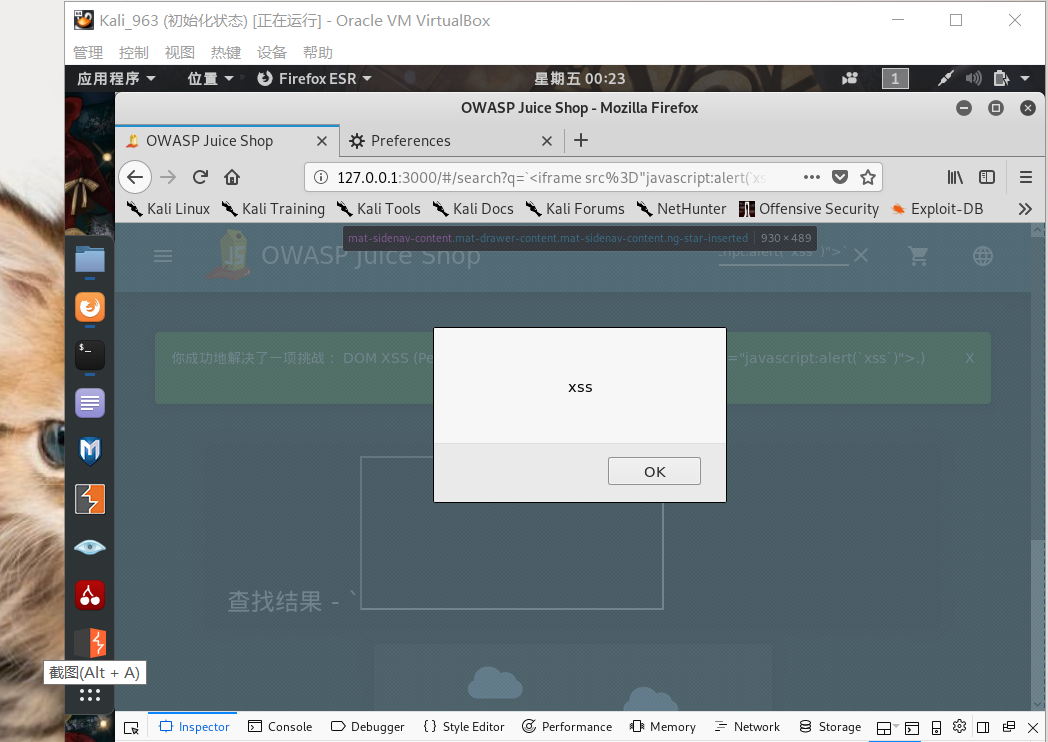 Kali_963 (初始化状态) [正在运行] - Oracle VM VirtualBox
管理 控制 视图 热键 设备 帮助
应用程序 位置 Firefox ESR 星期五 00:23 1
OWASP Juice Shop - Mozilla Firefox
OWASP Juice Shop Preferences
127.0.0.1:3000/#/search?q=`<iframe src%3D"javascript:alert(`xs
Kali Linux Kali Training Kali Tools Kali Docs Kali Forums NetHunter Offensive Security Exploit-DB
mat-sidenav-content.mat-drawer-content.mat-sidenav-content.ng-star-inserted | 930 × 489
OWASP Juice Shop ript:alert(`xss`)">`
你成功地解决了一项挑战： DOM XSS (Pe ="javascript:alert(`xss`)">.) X
xss
OK
查找结果 - `
截图(Alt + A)
Inspector Console Debugger {} Style Editor Performance Memory Network Storage